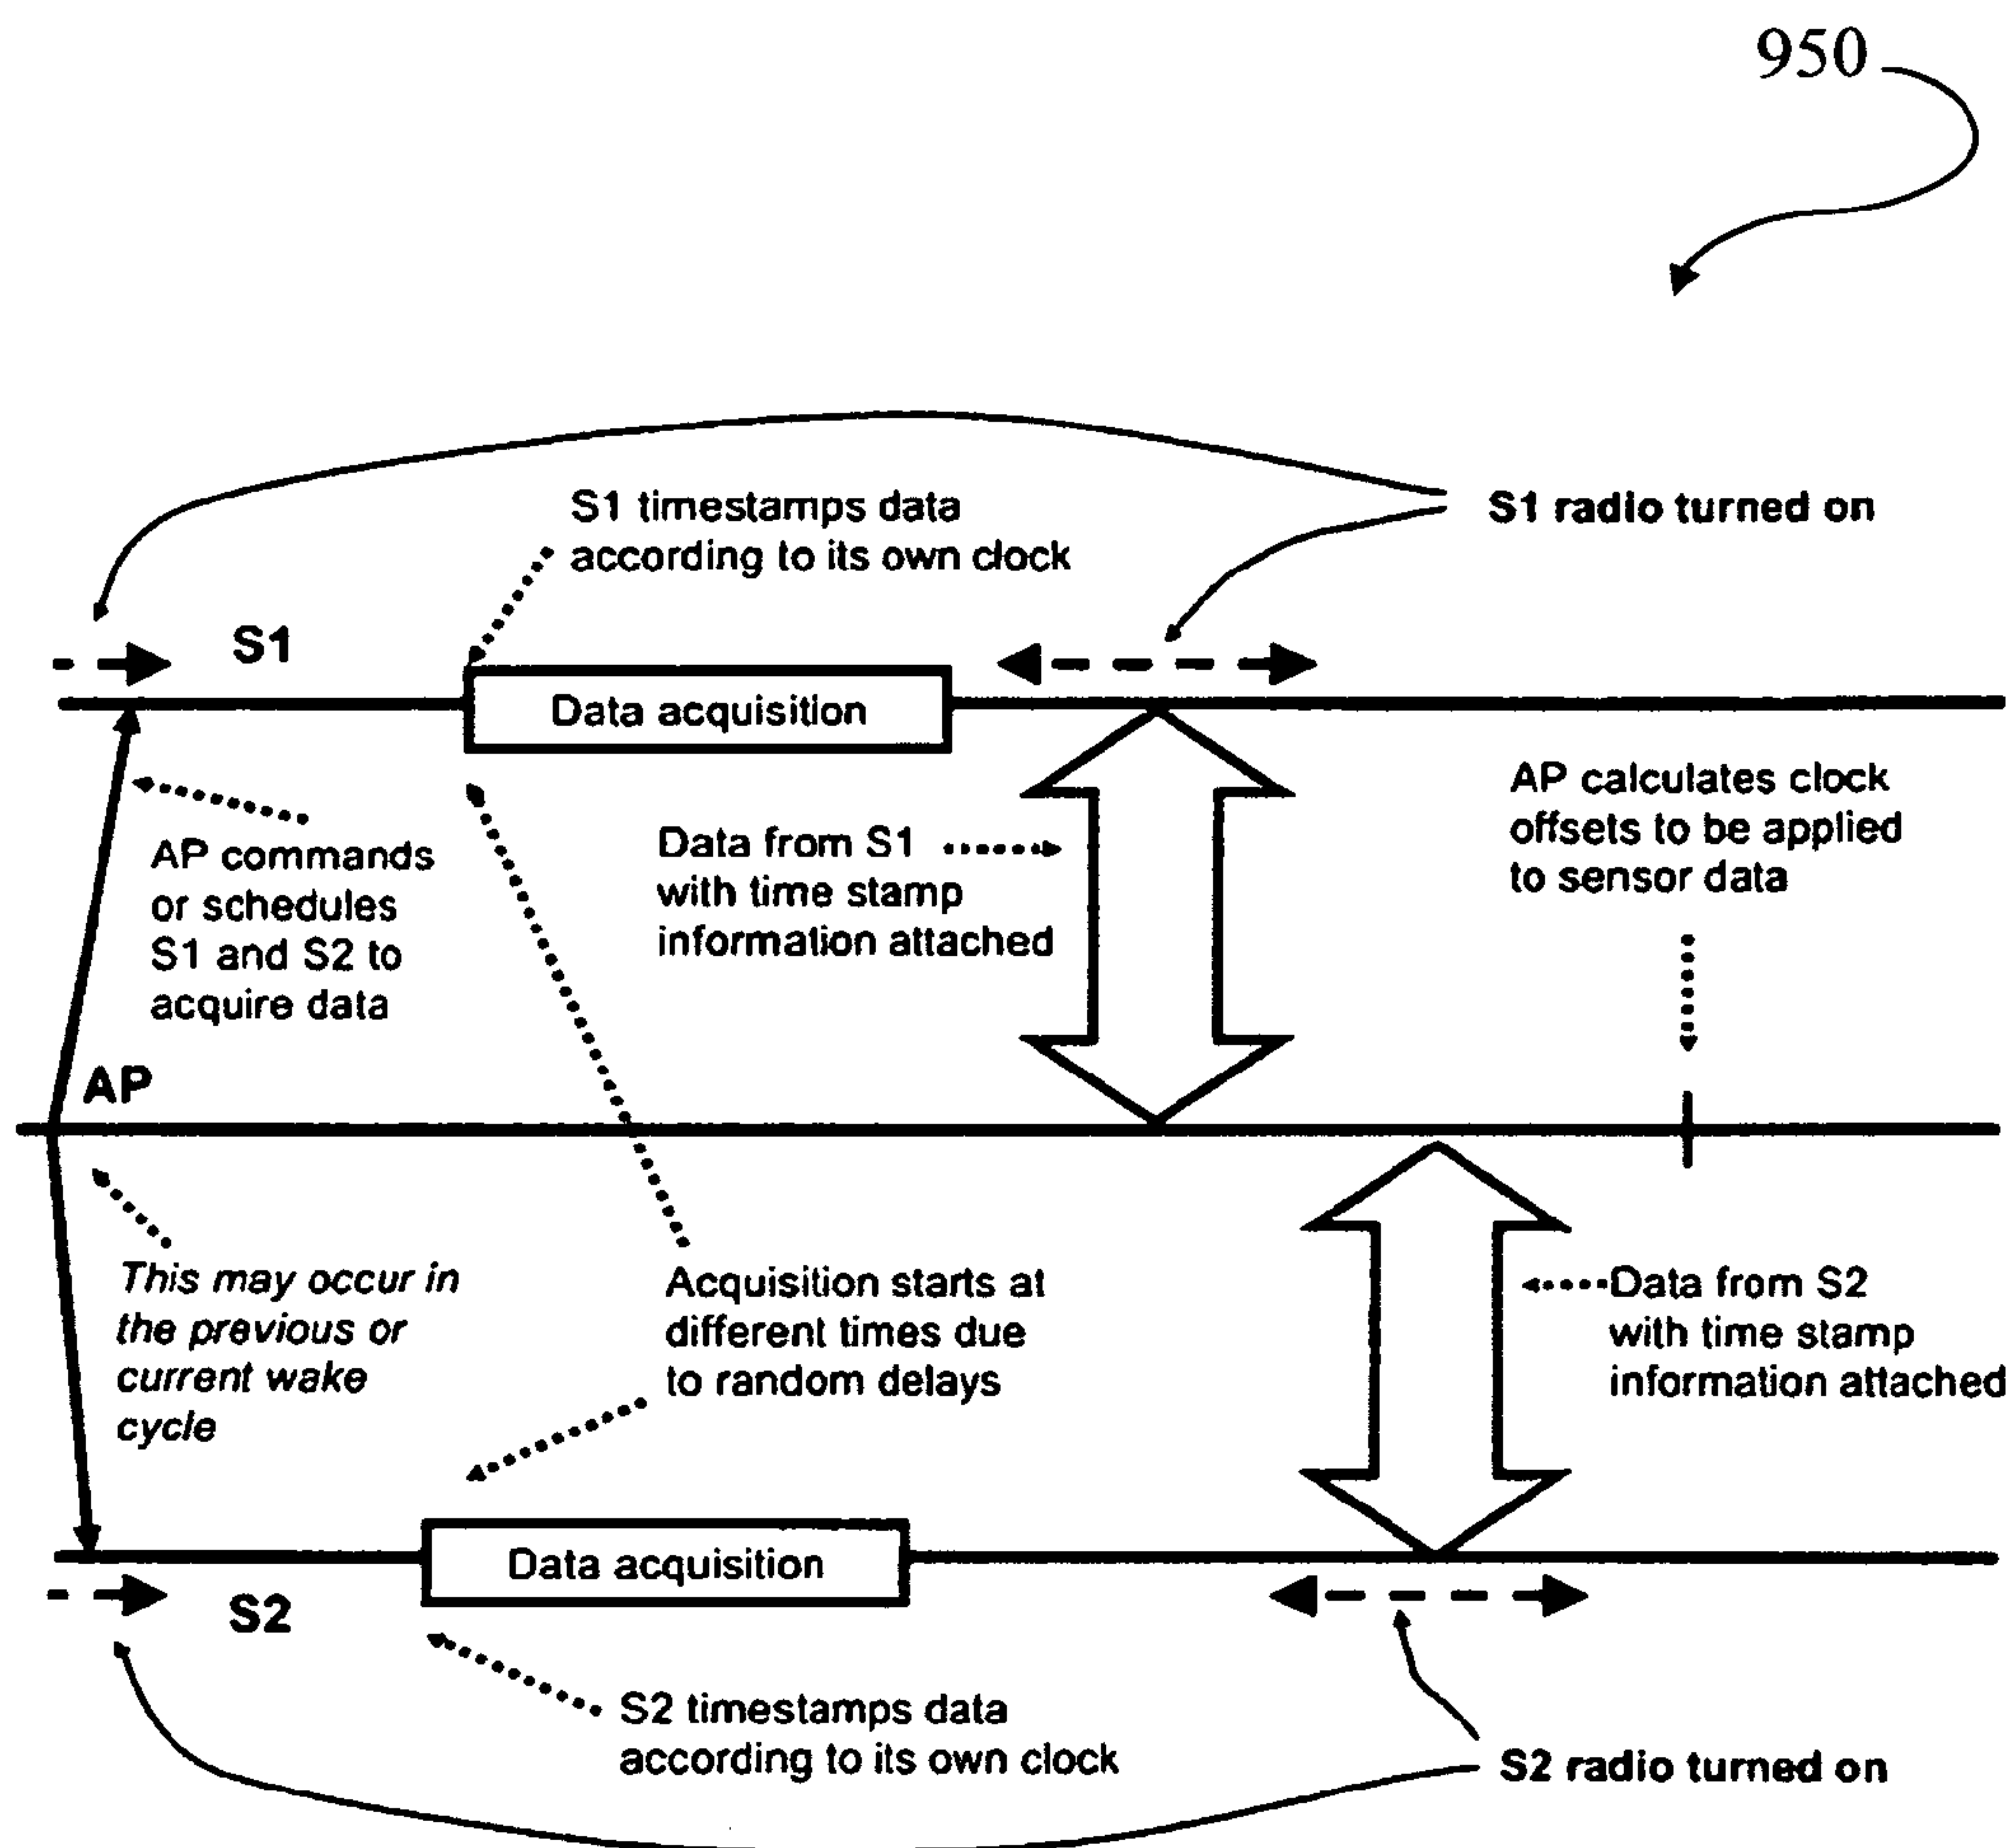 950
S1 timestamps data
according to its own clock
S1 radio turned on
S1
Data acquisition
AP calculates clock
offsets to be applied
to sensor data
Data from S1
with time stamp
information attached
AP commands
or schedules
S1 and S2 to
acquire data
AP
This may occur in
the previous or
current wake
cycle
Acquisition starts at
different times due
to random delays
Data from S2
with time stamp
information attached
Data acquisition
S2
S2 timestamps data
according to its own clock
S2 radio turned on